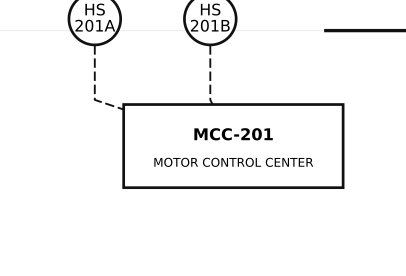 HS
201A
HS
201B
MCC-201
MOTOR CONTROL CENTER